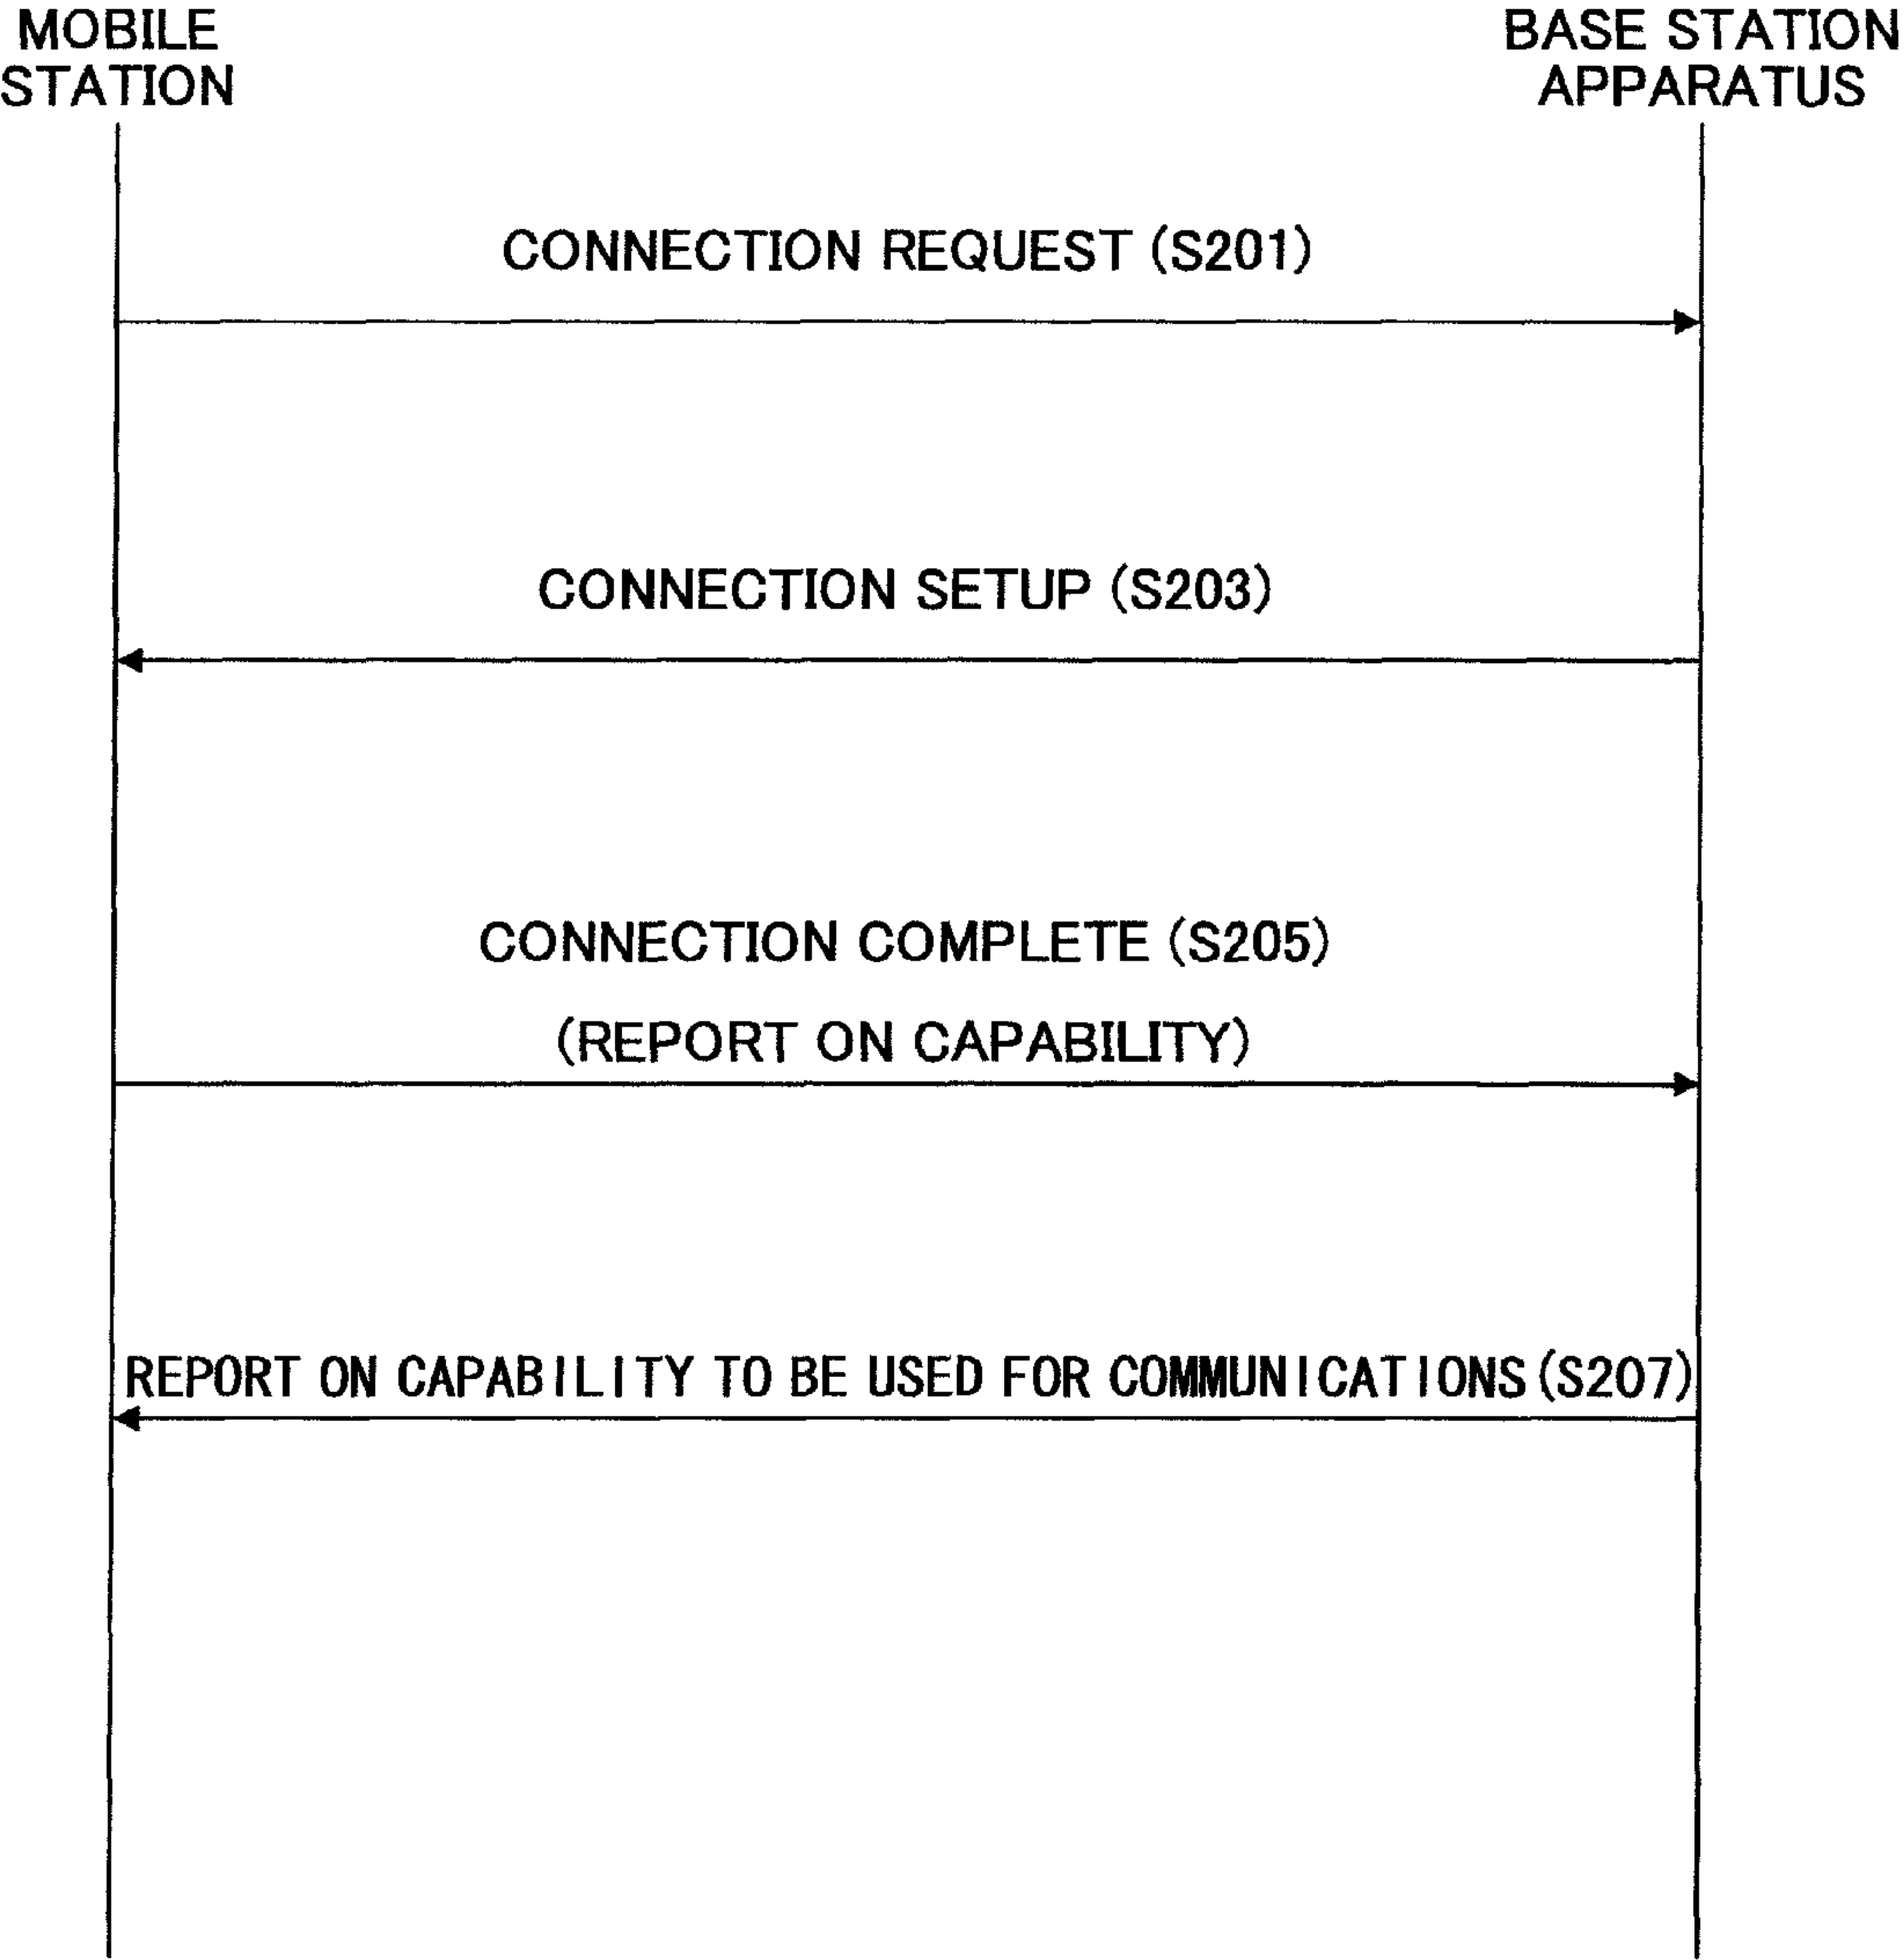 MOBILE
STATION
BASE STATION
APPARATUS
CONNECTION REQUEST (S201)
CONNECTION SETUP (S203)
CONNECTION COMPLETE (S205)
(REPORT ON CAPABILITY)
REPORT ON CAPABILITY TO BE USED FOR COMMUNICATIONS (S207)